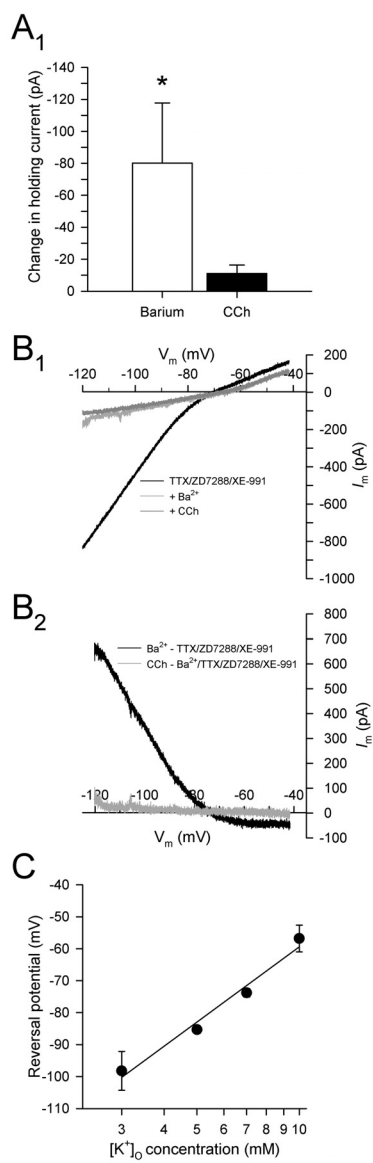 A1
Change in holding current (pA)
-140
-120
-100
-80
-60
-40
-20
0
*
Barium
CCh
B1
Vm (mV)
-120
-100
-80
-60
-40
200
0
-200
-400
-600
-800
-1000
Im (pA)
TTX/ZD7288/XE-991
+ Ba2+
+ CCh
B2
800
700
600
500
400
300
200
100
0
-100
Im (pA)
Ba2+ - TTX/ZD7288/XE-991
CCh - Ba2+/TTX/ZD7288/XE-991
-120
-100
-80
-60
-40
Vm (mV)
C
Reversal potential (mV)
-40
-50
-60
-70
-80
-90
-100
-110
3
4
5
6
7
8
9
10
[K+]O concentration (mM)